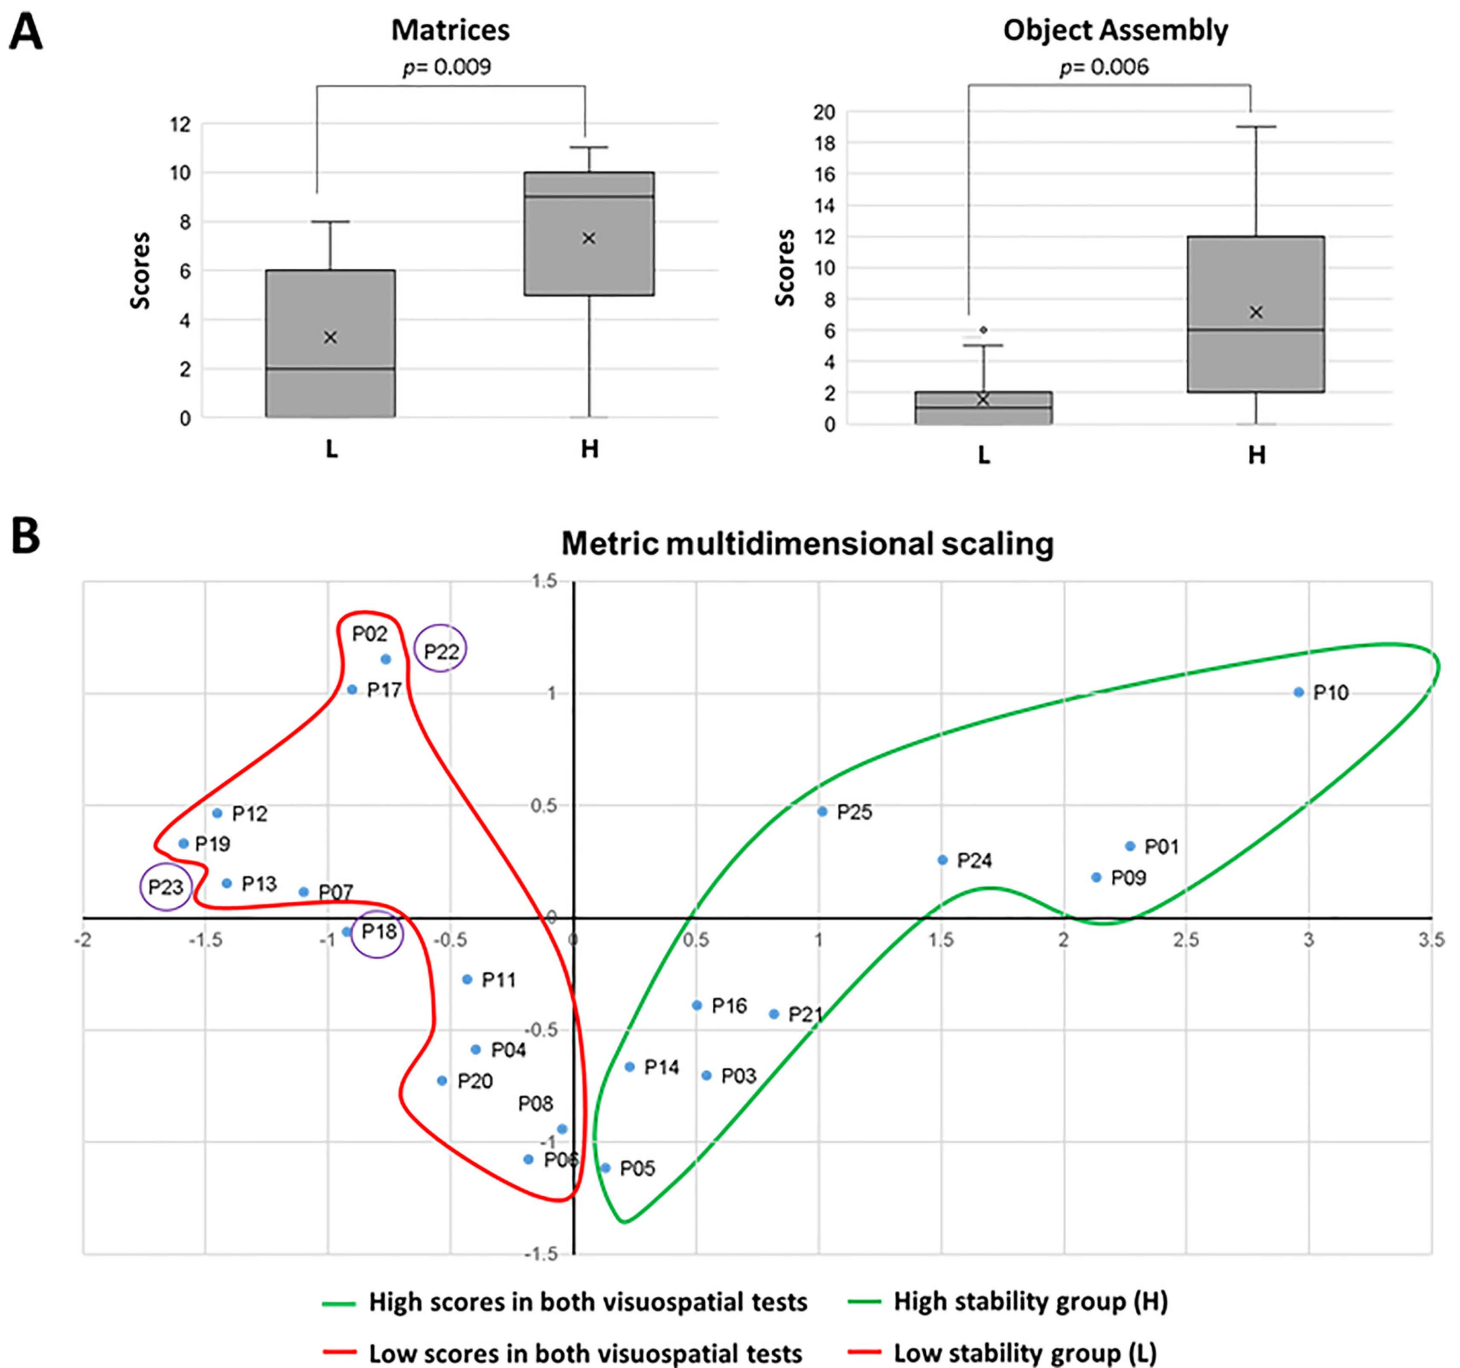 A
Matrices
p= 0.009
12
10
8
6
4
2
0
Scores
L
H
Object Assembly
p= 0.006
20
18
16
14
12
10
8
6
4
2
0
Scores
L
H
B
Metric multidimensional scaling
1.5
P02
P22
P17
1
P10
0.5
P12
P25
P19
P01
P24
P13
P09
P23
P07
0
P18
-2
-1.5
-1
-0.5
0
0.5
1
1.5
2
2.5
3
3.5
P11
P16
P21
-0.5
P04
P14
P20
P03
P08
-1
P06
P05
-1.5
High scores in both visuospatial tests
High stability group (H)
Low scores in both visuospatial tests
Low stability group (L)